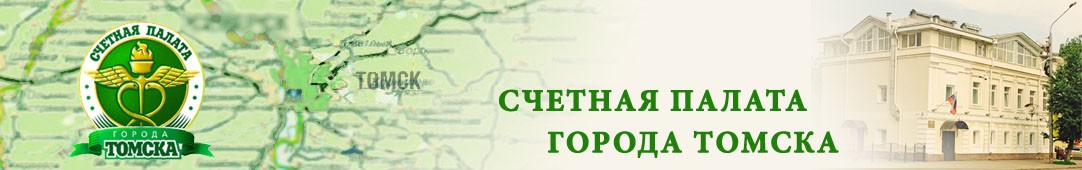 СЧЕТНАЯ ПАЛАТА
ГОРОДА
ТОМСКА
ТОМСК
СЧЕТНАЯ ПАЛАТА
ГОРОДА ТОМСКА